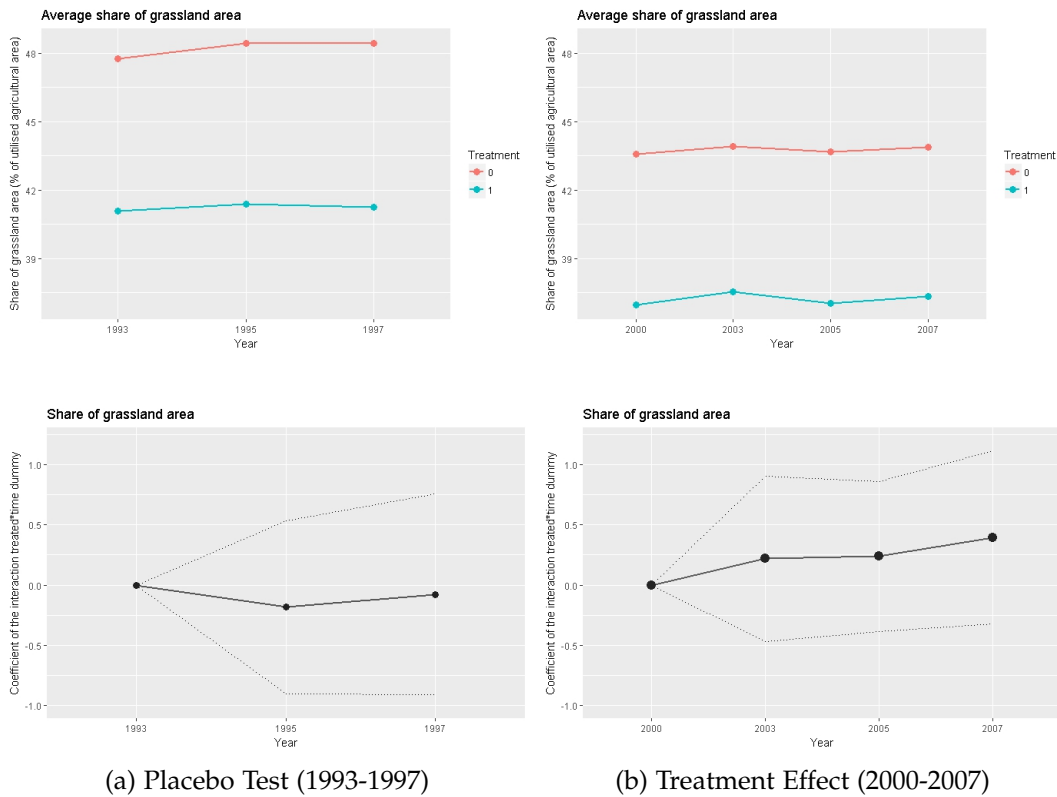 Average share of grassland area
Share of grassland area (% of utilised agricultural area)
48
45
42
39
1993
1995
1997
Year
Treatment
0
1
Average share of grassland area
Share of grassland area (% of utilised agricultural area)
48
45
42
39
2000
2003
2005
2007
Year
Treatment
0
1
Share of grassland area
Coefficient of the interaction treated*time dummy
1.0
0.5
0.0
-0.5
-1.0
1993
1995
1997
Year
(a) Placebo Test (1993-1997)
Share of grassland area
Coefficient of the interaction treated*time dummy
1.0
0.5
0.0
-0.5
-1.0
2000
2003
2005
2007
Year
(b) Treatment Effect (2000-2007)